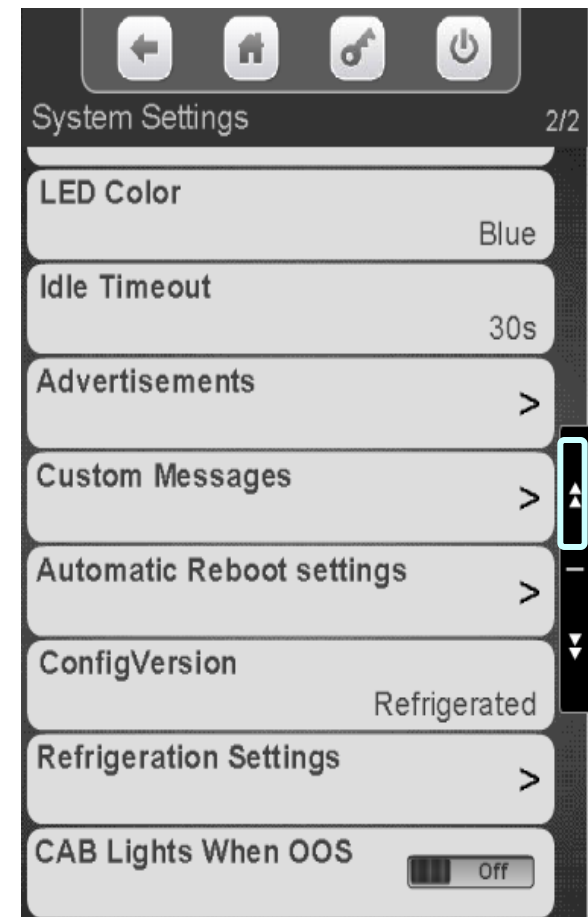 System Settings
2/2
LED Color
Blue
Idle Timeout
30s
Advertisements
>
Custom Messages
>
Automatic Reboot settings
>
ConfigVersion
Refrigerated
Refrigeration Settings
>
CAB Lights When OOS
Off